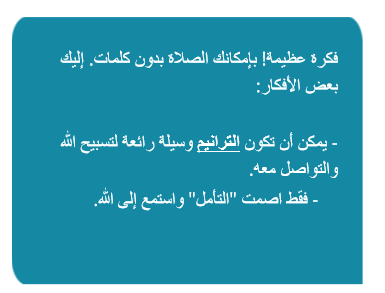 فكرة عظيمة! بإمكانك الصلاة بدون كلمات. إليك
بعض الأفكار:
- يمكن أن تكون الترانيم وسيلة رائعة لتسبيح الله
والتواصل معه.
- فقط اصمت "التأمل" واستمع إلى الله.